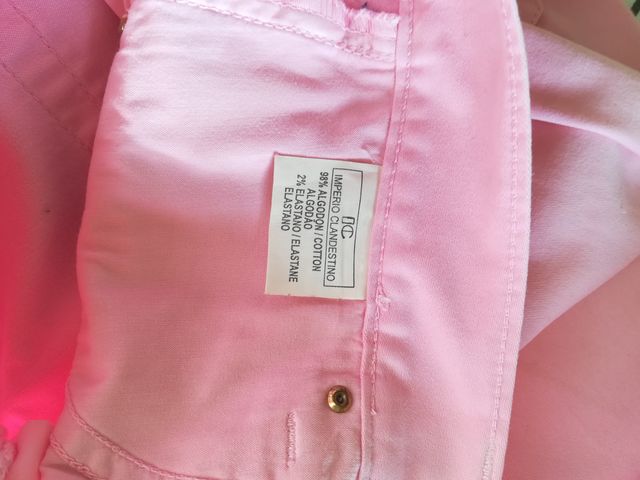 IC
IMPERIO CLANDESTINO
98% ALGODON / COTTON
ALGODÃO
2% ELASTANO / ELASTANE
ELASTANO